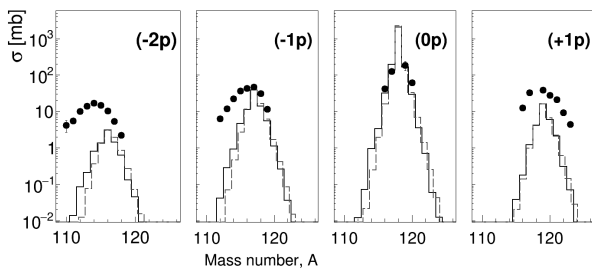 σ [mb]
10³
10²
10
1
10⁻¹
10⁻²
(-2p)
(-1p)
(0p)
(+1p)
110 120
110 120
110 120
110 120
Mass number, A